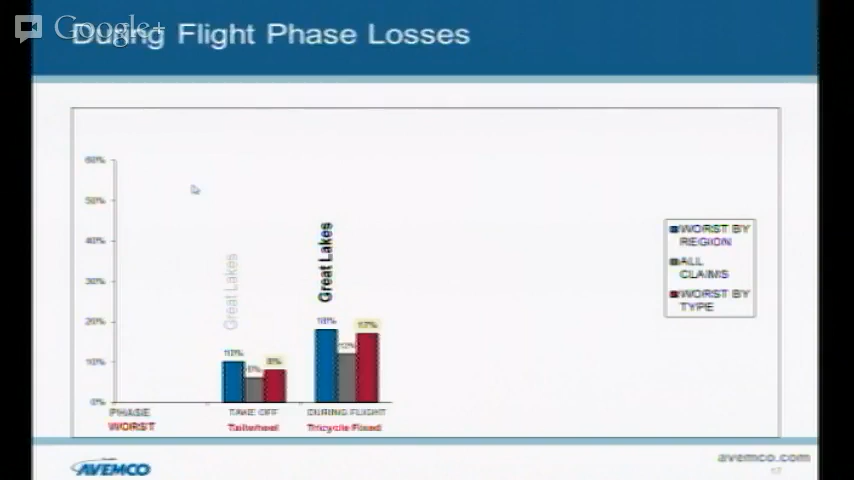 Google+
During Flight Phase Losses
60%
50%
40%
30%
20%
10%
0%
Great Lakes
Great Lakes
10%
6%
8%
18%
12%
17%
PHASE
WORST
TAKE OFF
Tailwheel
DURING FLIGHT
Tricycle Fixed
WORST BY
REGION
ALL
CLAIMS
WORST BY
TYPE
AVEMCO
avemco.com